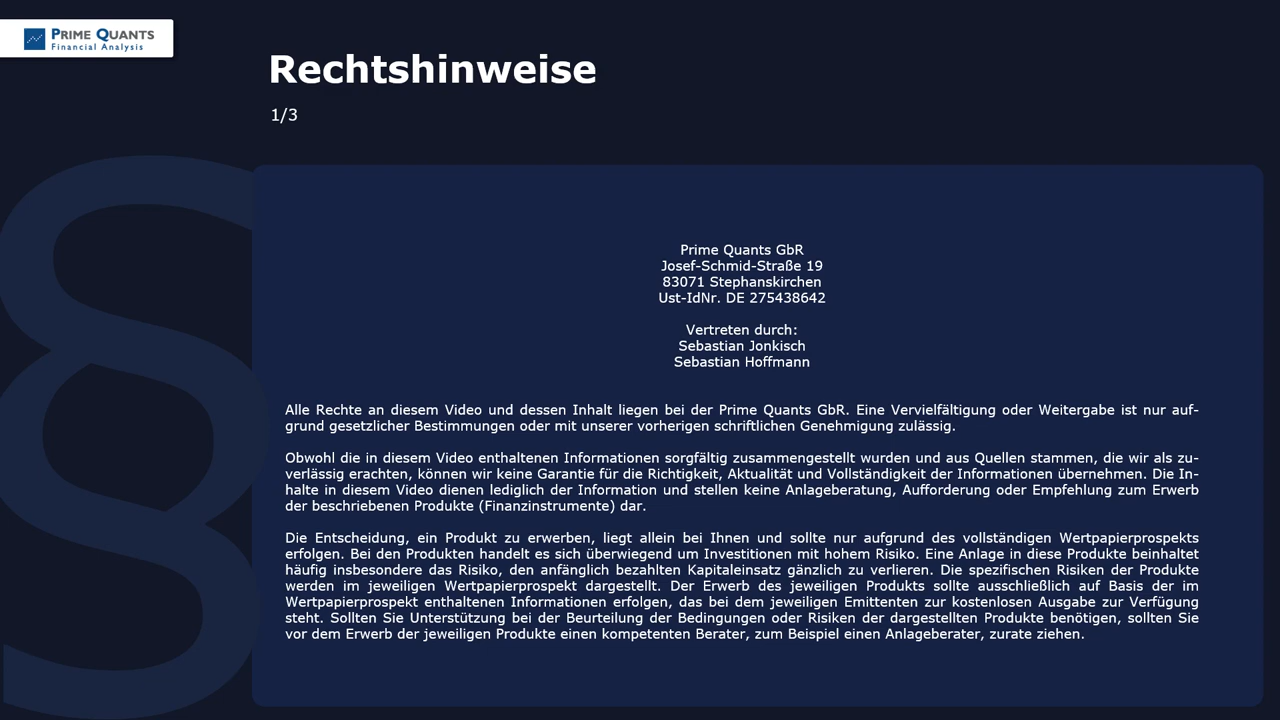 PRIME QUANTS
Financial Analysis
Rechtshinweise
1/3
Prime Quants GbR
Josef-Schmid-Straße 19
83071 Stephanskirchen
Ust-IdNr. DE 275438642
Vertreten durch:
Sebastian Jonkisch
Sebastian Hoffmann
Alle Rechte an diesem Video und dessen Inhalt liegen bei der Prime Quants GbR. Eine Vervielfältigung oder Weitergabe ist nur auf-
grund gesetzlicher Bestimmungen oder mit unserer vorherigen schriftlichen Genehmigung zulässig.
Obwohl die in diesem Video enthaltenen Informationen sorgfältig zusammengestellt wurden und aus Quellen stammen, die wir als zu-
verlässig erachten, können wir keine Garantie für die Richtigkeit, Aktualität und Vollständigkeit der Informationen übernehmen. Die In-
halte in diesem Video dienen lediglich der Information und stellen keine Anlageberatung, Aufforderung oder Empfehlung zum Erwerb
der beschriebenen Produkte (Finanzinstrumente) dar.
Die Entscheidung, ein Produkt zu erwerben, liegt allein bei Ihnen und sollte nur aufgrund des vollständigen Wertpapierprospekts
erfolgen. Bei den Produkten handelt es sich überwiegend um Investitionen mit hohem Risiko. Eine Anlage in diese Produkte beinhaltet
häufig insbesondere das Risiko, den anfänglich bezahlten Kapitaleinsatz gänzlich zu verlieren. Die spezifischen Risiken der Produkte
werden im jeweiligen Wertpapierprospekt dargestellt. Der Erwerb des jeweiligen Produkts sollte ausschließlich auf Basis der im
Wertpapierprospekt enthaltenen Informationen erfolgen, das bei dem jeweiligen Emittenten zur kostenlosen Ausgabe zur Verfügung
steht. Sollten Sie Unterstützung bei der Beurteilung der Bedingungen oder Risiken der dargestellten Produkte benötigen, sollten Sie
vor dem Erwerb der jeweiligen Produkte einen kompetenten Berater, zum Beispiel einen Anlageberater, zurate ziehen.
§